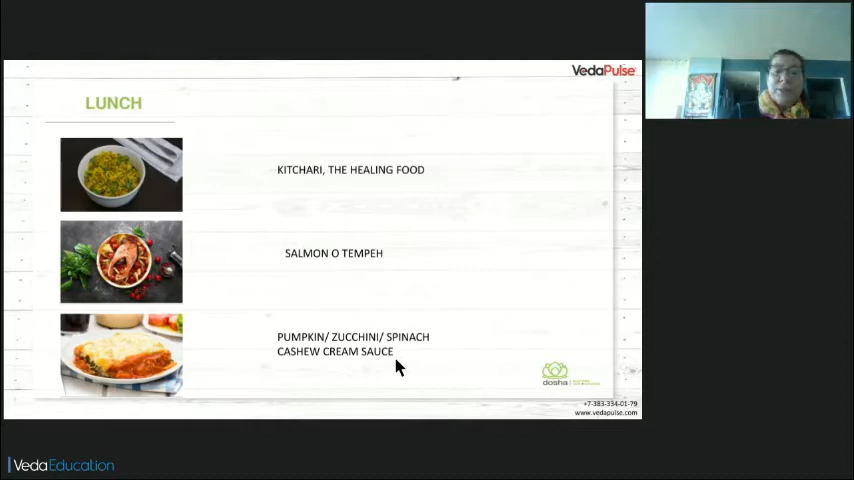 VedaPulse
LUNCH
KITCHARI, THE HEALING FOOD
SALMON O TEMPEH
PUMPKIN/ ZUCCHINI/ SPINACH
CASHEW CREAM SAUCE
dosha
+7-383-334-01-79
www.vedapulse.com
VedaEducation